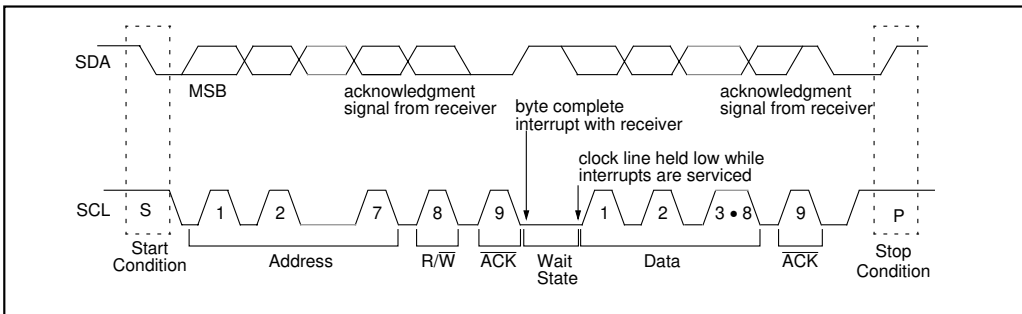 SDA
MSB
acknowledgment
signal from receiver
byte complete
interrupt with receiver
acknowledgment
signal from receiver
clock line held low while
interrupts are serviced
SCL
S
1
2
7
8
9
1
2
3 • 8
9
P
Start
Condition
Address
R/W̅
A̅C̅K̅
Wait
State
Data
A̅C̅K̅
Stop
Condition